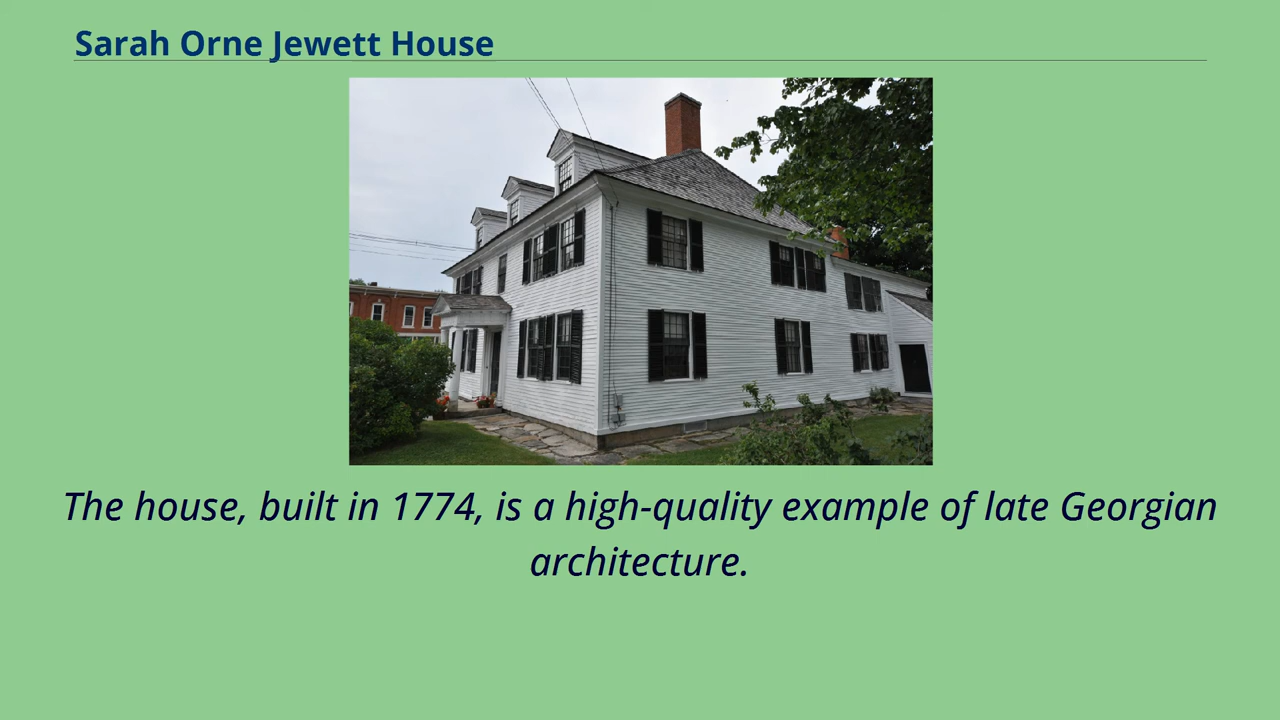 Sarah Orne Jewett House
The house, built in 1774, is a high-quality example of late Georgian
architecture.